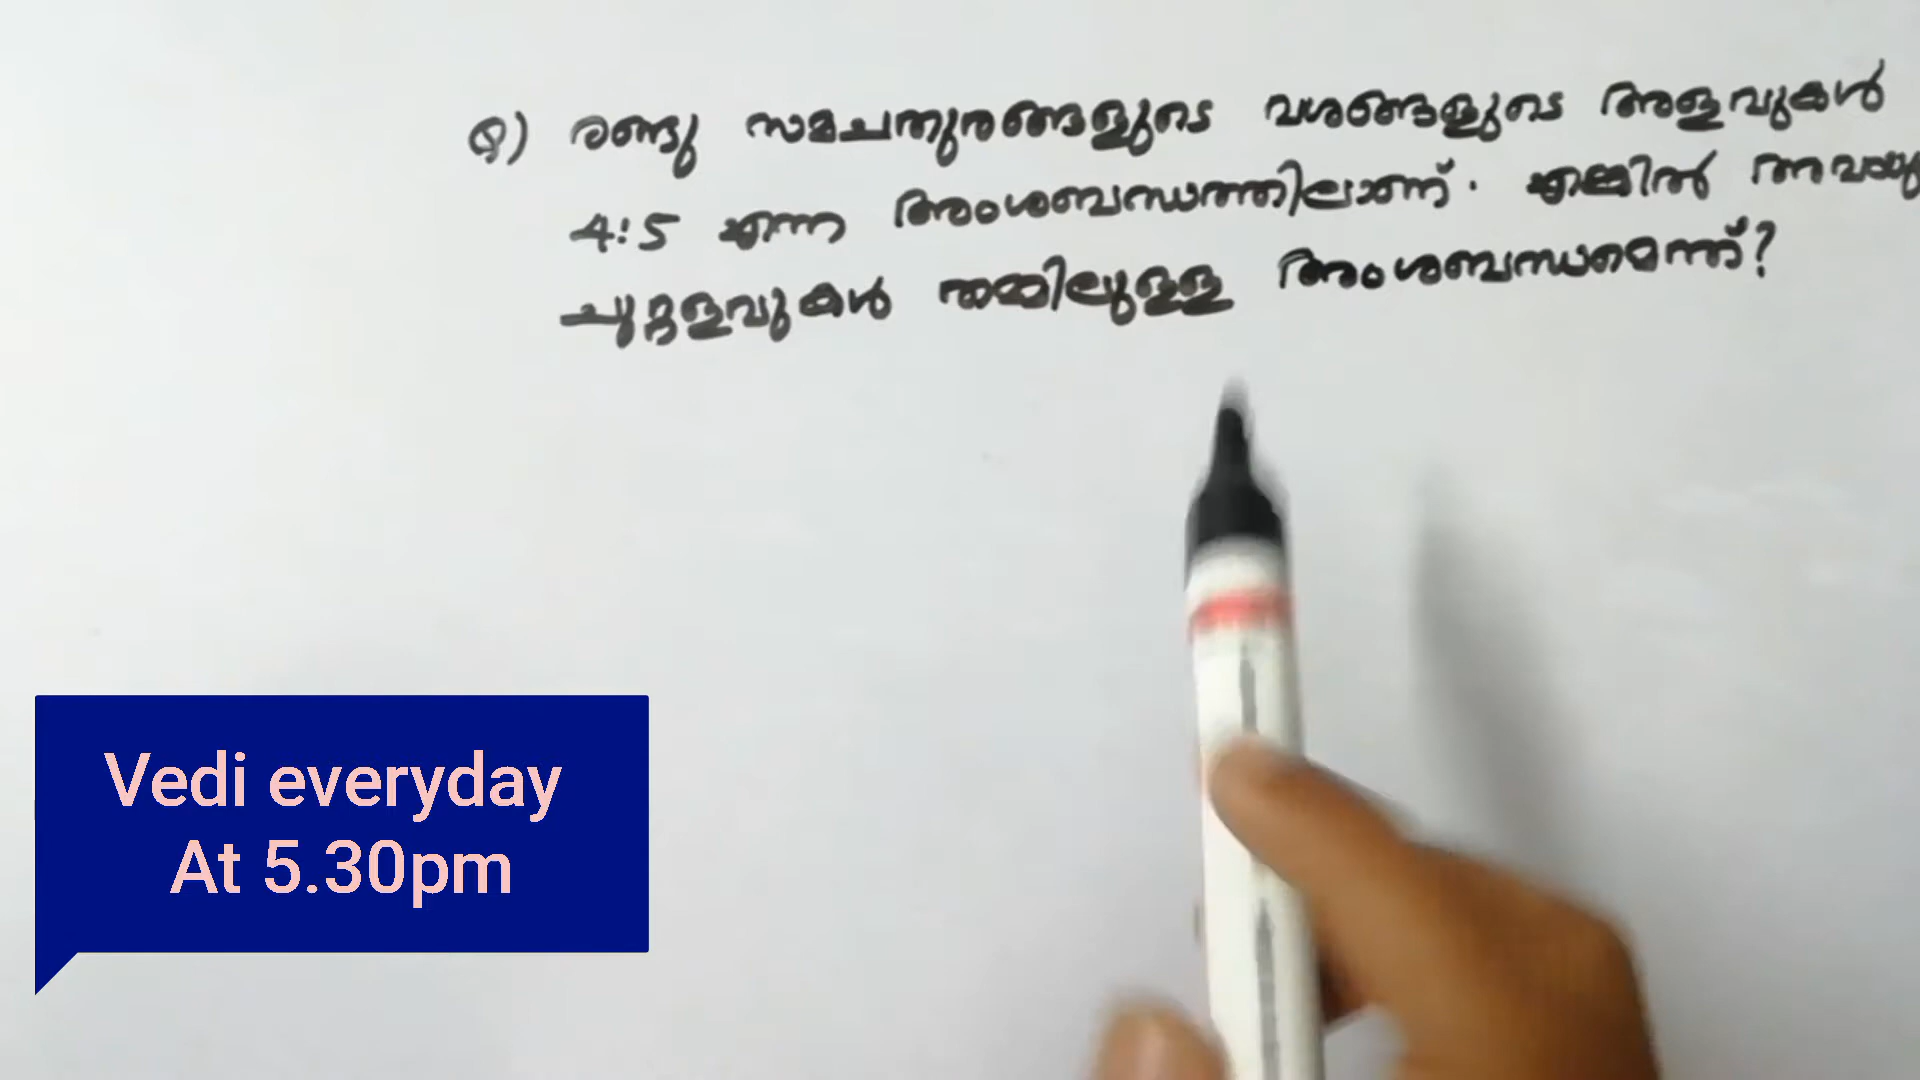 Q) രണ്ടു സമചതുരങ്ങളുടെ വശങ്ങളുടെ അളവുകൾ
4:5 എന്ന അംശബന്ധത്തിലാണ്. എങ്കിൽ അവയു
ചുറ്റളവുകൾ തമ്മിലുള്ള അംശബന്ധമെന്ത്?
Vedi everyday
At 5.30pm